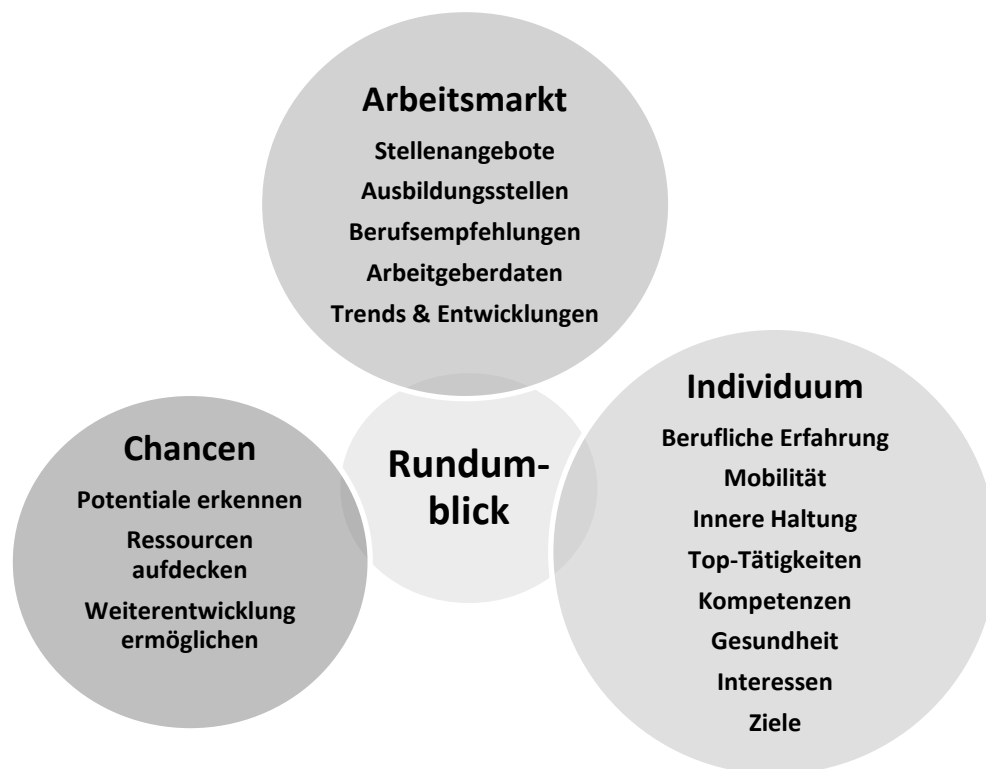 Arbeitsmarkt
Stellenangebote
Ausbildungsstellen
Berufsempfehlungen
Arbeitgeberdaten
Trends & Entwicklungen
Individuum
Berufliche Erfahrung
Mobilität
Innere Haltung
Top-Tätigkeiten
Kompetenzen
Gesundheit
Interessen
Ziele
Chancen
Potentiale erkennen
Ressourcen
aufdecken
Weiterentwicklung
ermöglichen
Rundum-
blick